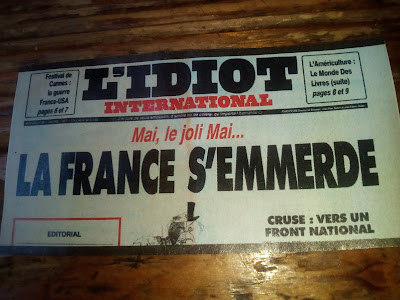 Festival de
Cannes :
la guerre
France-USA
pages 6 et 7
L'IDIOT
INTERNATIONAL
L'Américulture :
Le Monde Des
Livres (suite)
pages 8 et 9
Mai, le joli Mai...
LA FRANCE S'EMMERDE
EDITORIAL
CRUSE : VERS UN
FRONT NATIONAL